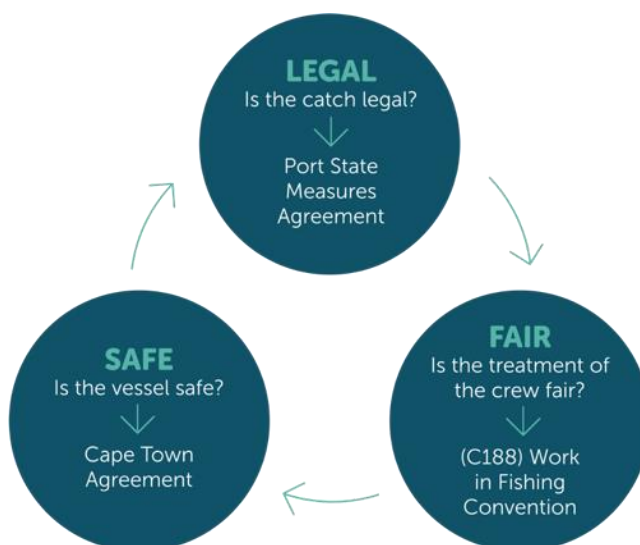 LEGAL
Is the catch legal?
Port State
Measures
Agreement
SAFE
Is the vessel safe?
Cape Town
Agreement
FAIR
Is the treatment of
the crew fair?
(C188) Work
in Fishing
Convention